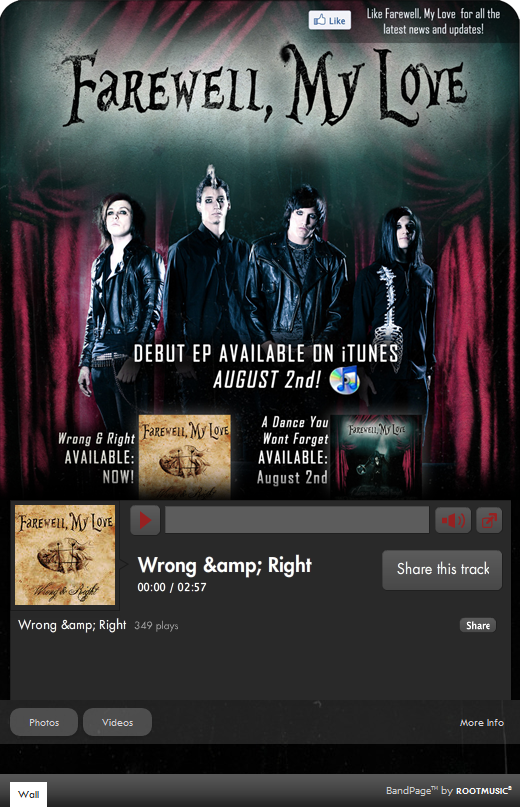 Like
Like Farewell, My Love for all the
latest news and updates!
Farewell, My Love
DEBUT EP AVAILABLE ON iTUNES
AUGUST 2nd!
Wrong & Right
AVAILABLE:
NOW!
Farewell, My Love
A Dance You
Wont Forget
AVAILABLE:
August 2nd
Farewell, My Love
Farewell, My Love
Wrong & Right
Wrong &amp; Right
00:00 / 02:57
Share this track
Wrong &amp; Right 349 plays
Share
Photos
Videos
More Info
Wall
BandPage™ by ROOTMUSIC®